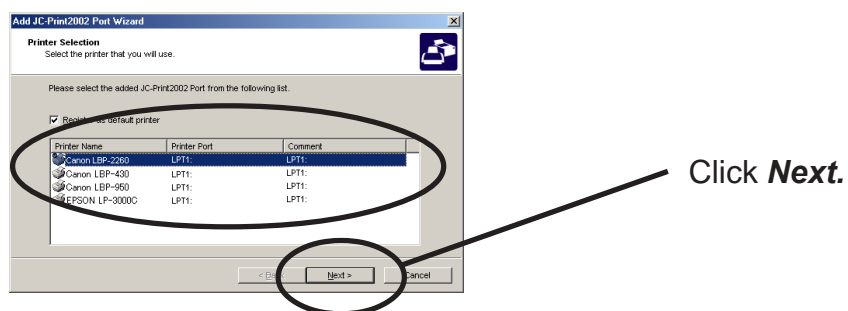 Add JC-Print2002 Port Wizard
Printer Selection
Select the printer that you will use.
Please select the added JC-Print2002 Port from the following list.
Register as default printer
Printer Name Printer Port Comment
Canon LBP-2260 LPT1: LPT1:
Canon LBP-430 LPT1: LPT1:
Canon LBP-950 LPT1: LPT1:
EPSON LP-3000C LPT1: LPT1:
Click Next.
< Back Next > Cancel